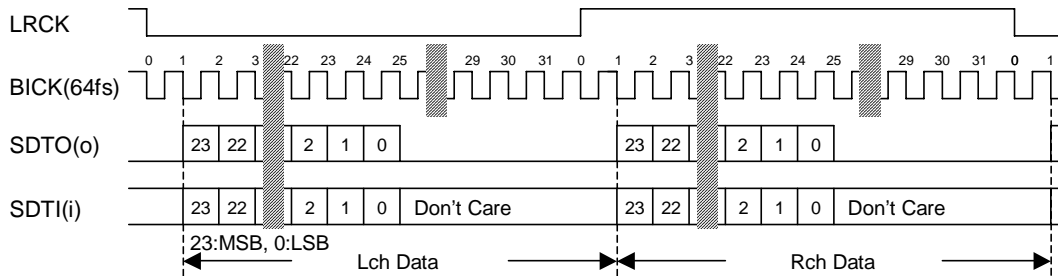 LRCK
0 1 2 3 22 23 24 25 29 30 31 0 1 2 3 22 23 24 25 29 30 31 0 1
BICK(64fs)
SDTO(o) 23 22 2 1 0 23 22 2 1 0
SDTI(i) 23 22 2 1 0 Don't Care 23 22 2 1 0 Don't Care
23:MSB, 0:LSB
Lch Data Rch Data